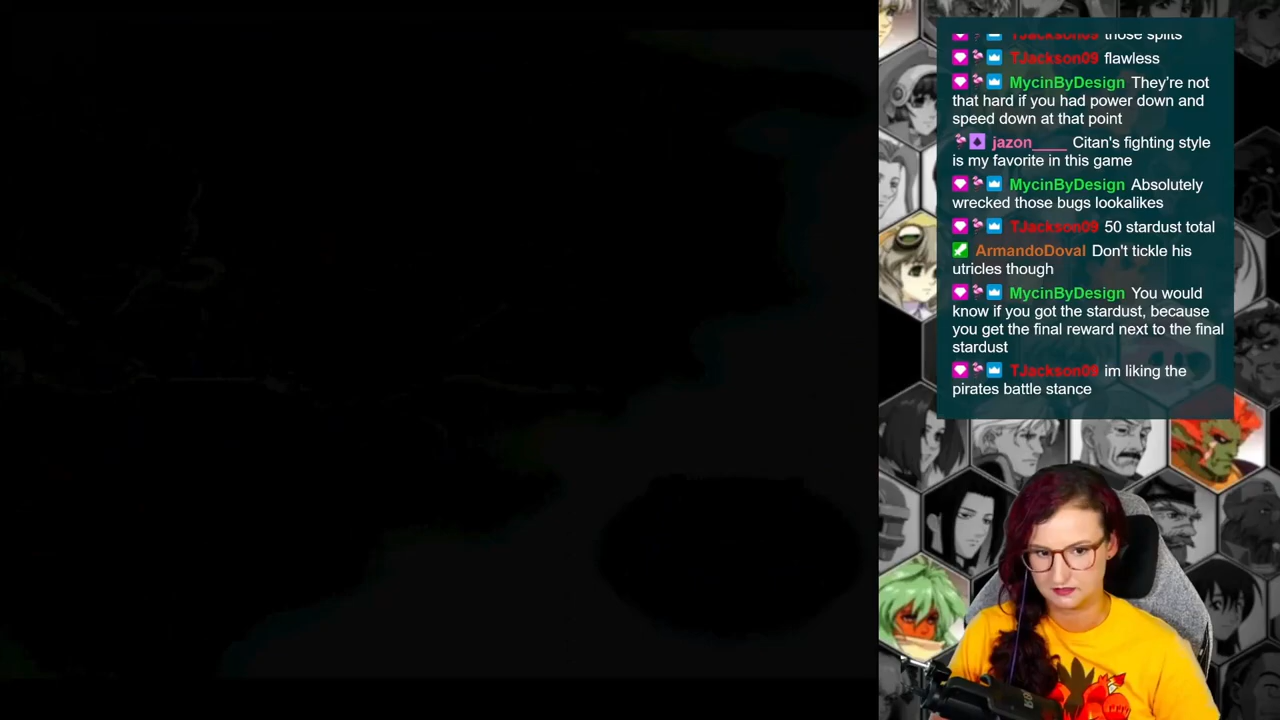 TJackson09 those splits
TJackson09 flawless
MycinByDesign They're not
that hard if you had power down and
speed down at that point
jazon____ Citan's fighting style
is my favorite in this game
MycinByDesign Absolutely
wrecked those bugs lookalikes
TJackson09 50 stardust total
ArmandoDoval Don't tickle his
utricles though
MycinByDesign You would
know if you got the stardust, because
you get the final reward next to the final
stardust
TJackson09 im liking the
pirates battle stance